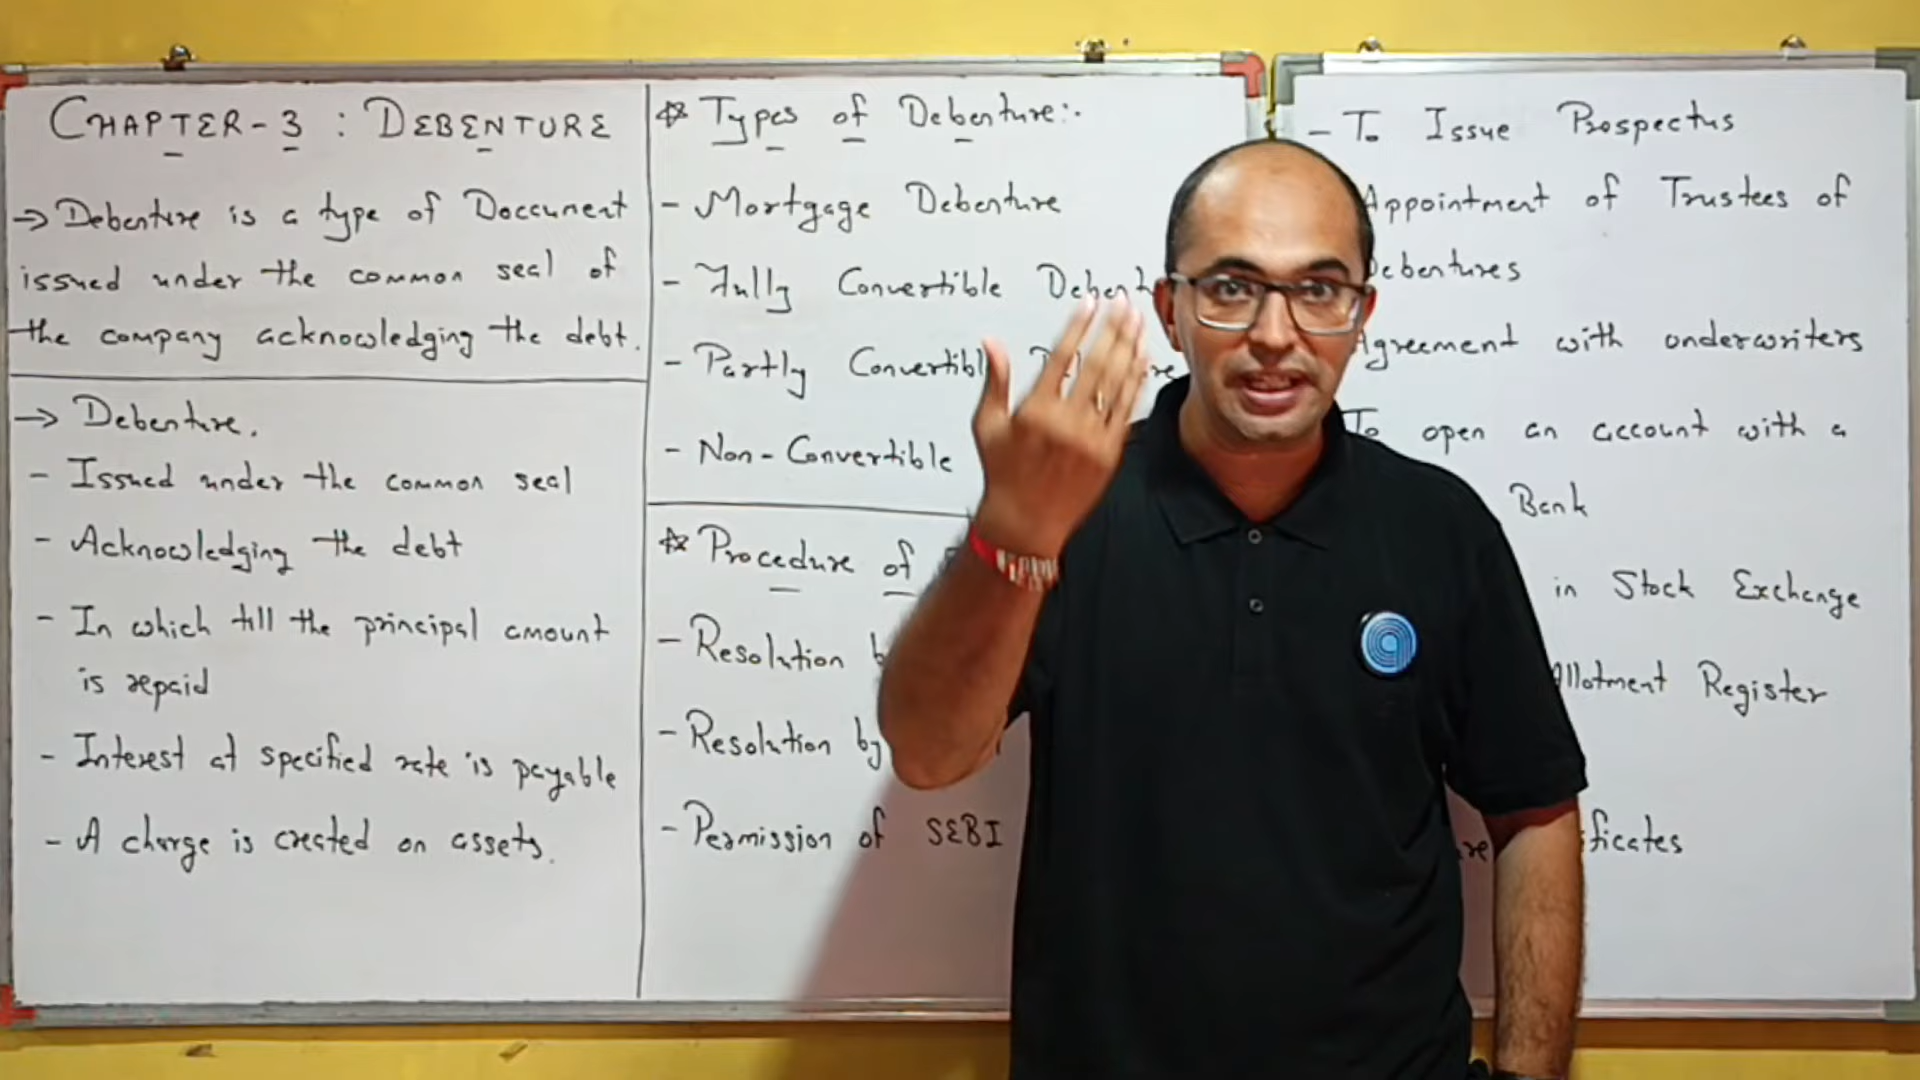 CHAPTER-3 : DEBENTURE
→ Debenture is a type of Document
issued under the common seal of
the company acknowledging the debt.
→ Debenture.
- Issued under the common seal
- Acknowledging the debt
- In which till the principal amount
is repaid
- Interest at specified rate is payable
- A charge is created on assets.
☆ Types of Debenture:-
- Mortgage Debenture
- Fully Convertible
- Partly
- Non-Convertible
☆ Procedure of
- Resolution
- Resolution by
- Permission of SEBI
- To Issue Prospectus
Appointment of Trustees of
Debentures
Agreement with underwriters
To open an account with a
Bank
in Stock Exchange
Allotment Register